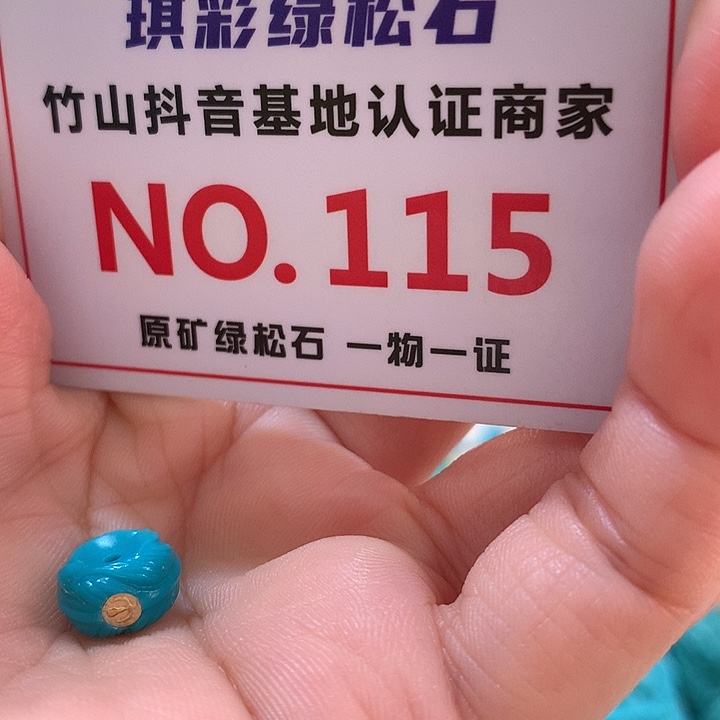 琪彩绿松石
竹山抖音基地认证商家
NO.115
原矿绿松石 一物一证